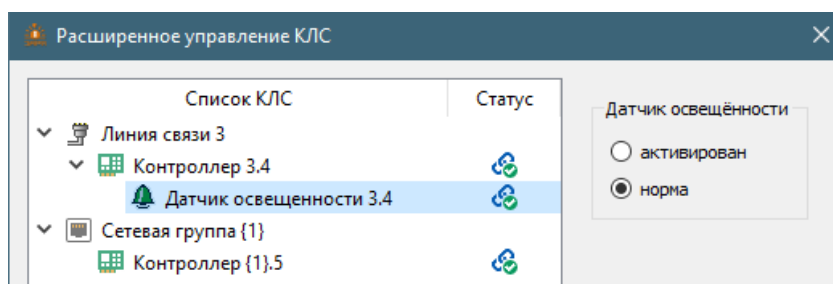 Расширенное управление КЛС
Список КЛС Статус
Линия связи 3
Контроллер 3.4
Датчик освещенности 3.4
Сетевая группа {1}
Контроллер {1}.5
Датчик освещённости
активирован
норма